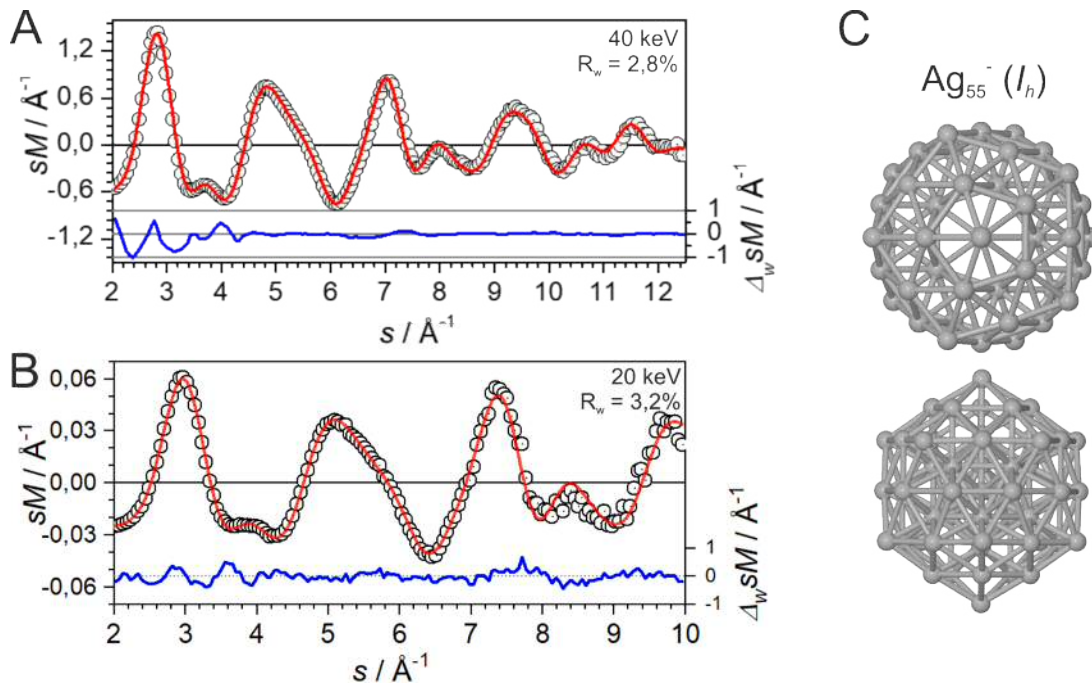 A
40 keV
R_w = 2,8%
sM / Å⁻¹
1,2
0,6
0,0
-0,6
-1,2
1
0
-1
Δ_w sM / Å⁻¹
2 3 4 5 6 7 8 9 10 11 12
s / Å⁻¹
B
20 keV
R_w = 3,2%
sM / Å⁻¹
0,06
0,03
0,00
-0,03
-0,06
1
0
-1
Δ_w sM / Å⁻¹
2 3 4 5 6 7 8 9 10
s / Å⁻¹
C
Ag₅₅⁻ (I_h)